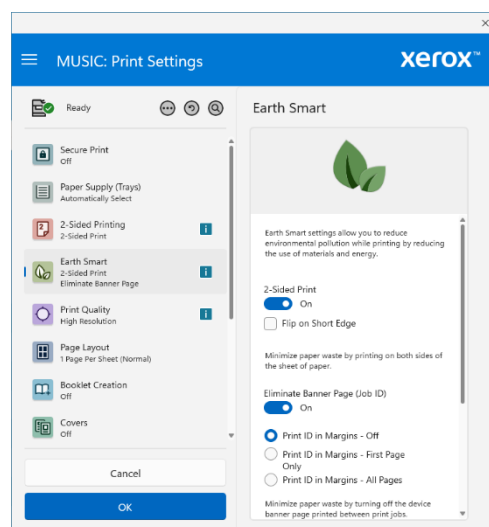 MUSIC: Print Settings
xerox™
Ready
Earth Smart
Secure Print
Off
Paper Supply (Trays)
Automatically Select
2-Sided Printing
2-Sided Print
Earth Smart
2-Sided Print
Eliminate Banner Page
Print Quality
High Resolution
Page Layout
1 Page Per Sheet (Normal)
Booklet Creation
Off
Covers
Off
Cancel
OK
Earth Smart settings allow you to reduce
environmental pollution while printing by reducing
the use of materials and energy.
2-Sided Print
On
Flip on Short Edge
Minimize paper waste by printing on both sides of
the sheet of paper.
Eliminate Banner Page (Job ID)
On
Print ID in Margins - Off
Print ID in Margins - First Page
Only
Print ID in Margins - All Pages
Minimize paper waste by turning off the device
banner page printed between print jobs.